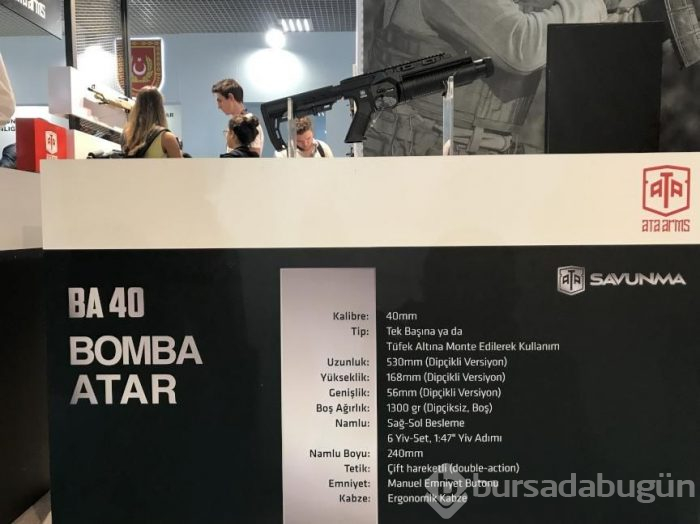 ATA
ata arms
ATA SAVUNMA
BA 40
BOMBA
ATAR
Kalibre: 40mm
Tip: Tek Başına ya da
Tüfek Altına Monte Edilerek Kullanım
Uzunluk: 530mm (Dipçikli Versiyon)
Yükseklik: 168mm (Dipçikli Versiyon)
Genişlik: 56mm (Dipçikli Versiyon)
Boş Ağırlık: 1300 gr (Dipçiksiz, Boş)
Namlu: Sağ-Sol Besleme
6 Yiv-Set, 1:47" Yiv Adımı
Namlu Boyu: 240mm
Tetik: Çift hareketli (double-action)
Emniyet: Manuel Emniyet Butonu
Kabze: Ergonomik Kabze
bursadabugün